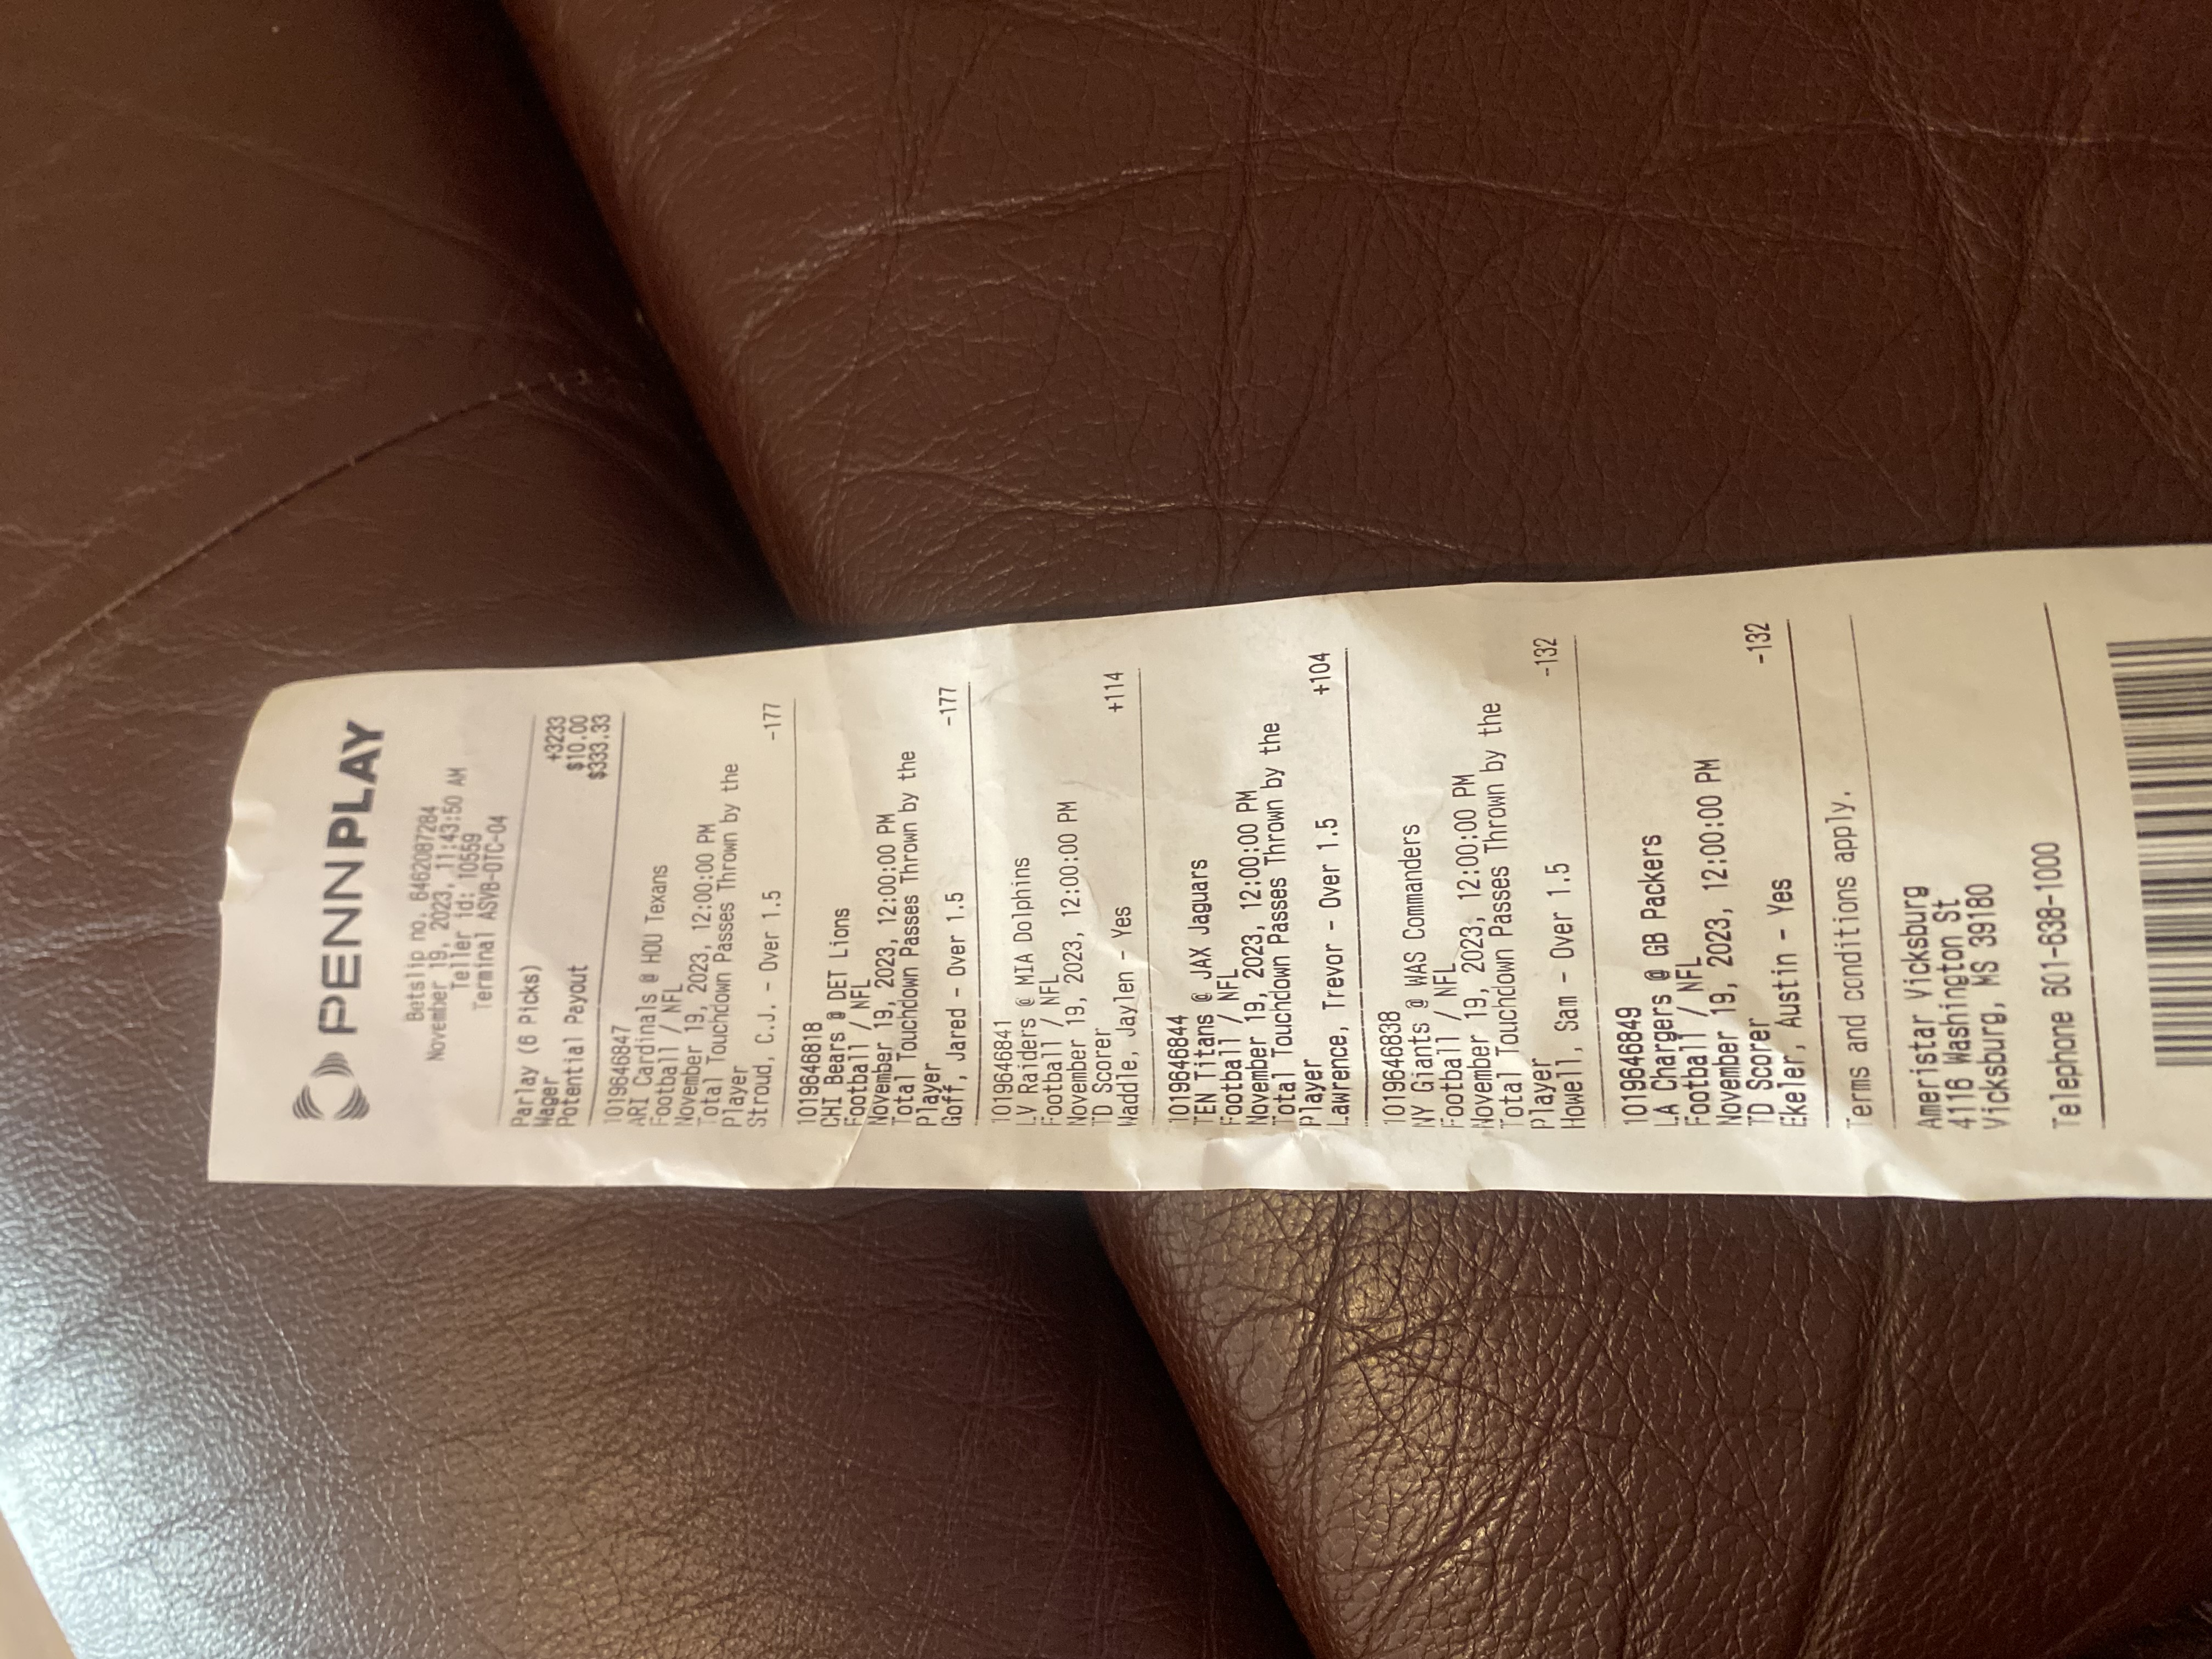 PENN PLAY
Betslip no. 6462087284
November 19, 2023, 11:43:50 AM
Teller id: 10559
Terminal ASVB-OTC-04
Parlay (6 Picks) +3233
Wager $10.00
Potential Payout $333.33
1019646847
ARI Cardinals @ HOU Texans
Football / NFL
November 19, 2023, 12:00:00 PM
Total Touchdown Passes Thrown by the
Player
Stroud, C.J. - Over 1.5 -177
1019646818
CHI Bears @ DET Lions
Football / NFL
November 19, 2023, 12:00:00 PM
Total Touchdown Passes Thrown by the
Player
Goff, Jared - Over 1.5 -177
1019646841
LV Raiders @ MIA Dolphins
Football / NFL
November 19, 2023, 12:00:00 PM
TD Scorer
Waddle, Jaylen - Yes +114
1019646844
TEN Titans @ JAX Jaguars
Football / NFL
November 19, 2023, 12:00:00 PM
Total Touchdown Passes Thrown by the
Player
Lawrence, Trevor - Over 1.5 +104
1019646838
NY Giants @ WAS Commanders
Football / NFL
November 19, 2023, 12:00:00 PM
Total Touchdown Passes Thrown by the
Player
Howell, Sam - Over 1.5 -132
1019646849
LA Chargers @ GB Packers
Football / NFL
November 19, 2023, 12:00:00 PM
TD Scorer
Ekeler, Austin - Yes -132
Terms and conditions apply.
Ameristar Vicksburg
4116 Washington St
Vicksburg, MS 39180
Telephone 601-638-1000